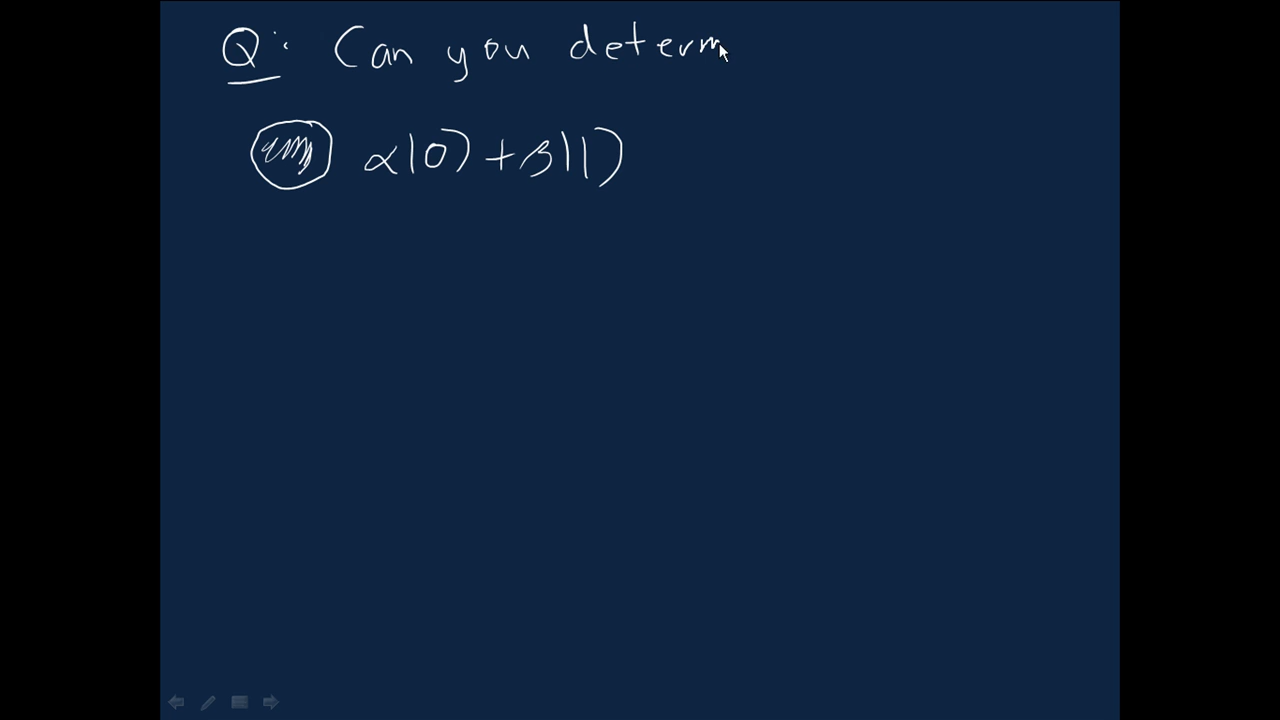 Q: Can you determ
α|0⟩ + β|1⟩